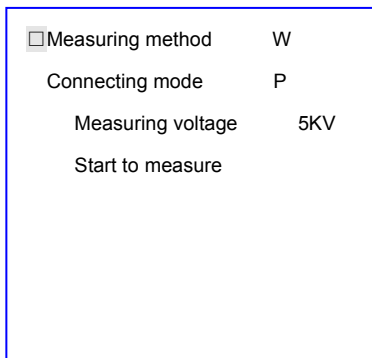 □Measuring method W
Connecting mode P
Measuring voltage 5KV
Start to measure